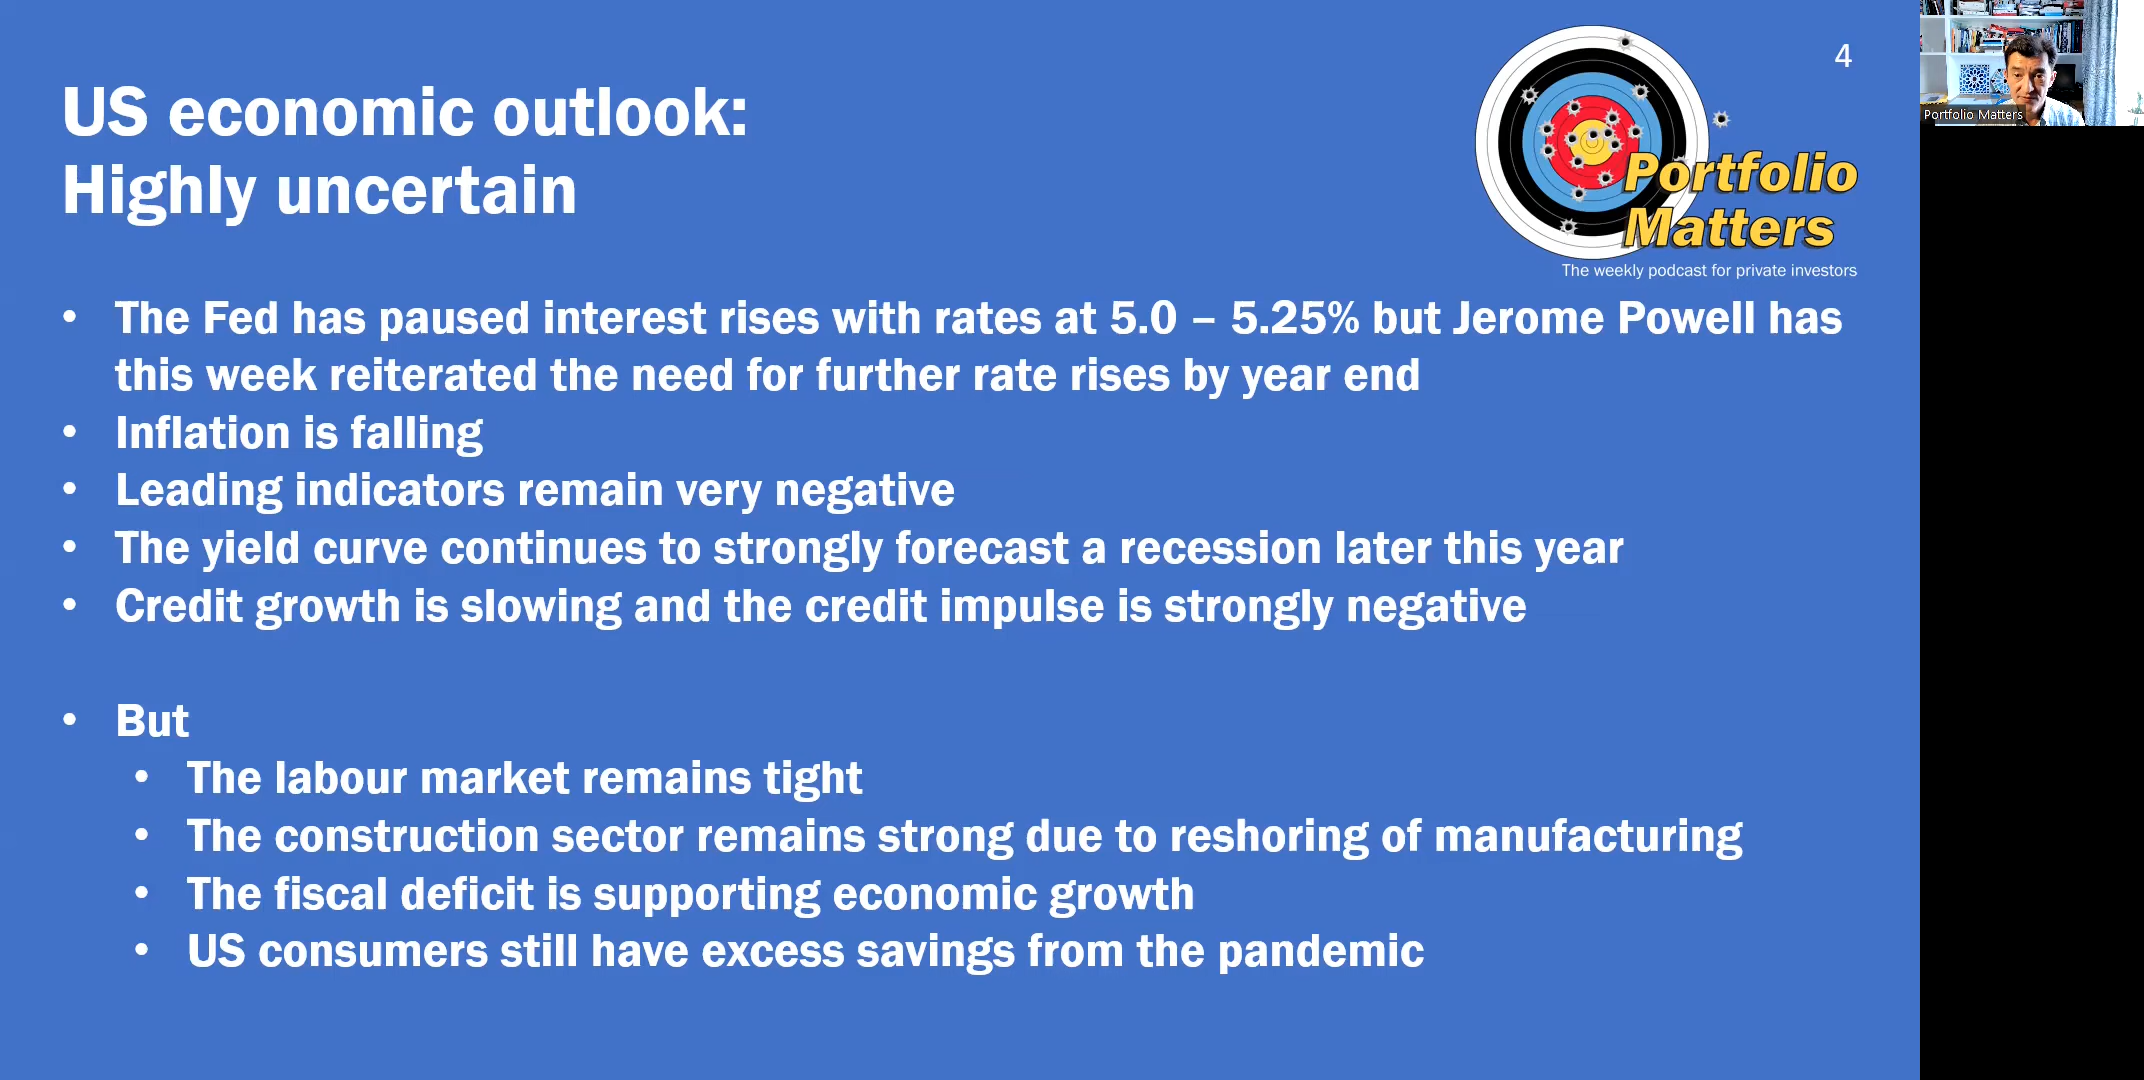 4
US economic outlook:
Highly uncertain
Portfolio
Matters
The weekly podcast for private investors
Portfolio Matters
• The Fed has paused interest rises with rates at 5.0 – 5.25% but Jerome Powell has
this week reiterated the need for further rate rises by year end
• Inflation is falling
• Leading indicators remain very negative
• The yield curve continues to strongly forecast a recession later this year
• Credit growth is slowing and the credit impulse is strongly negative
• But
• The labour market remains tight
• The construction sector remains strong due to reshoring of manufacturing
• The fiscal deficit is supporting economic growth
• US consumers still have excess savings from the pandemic